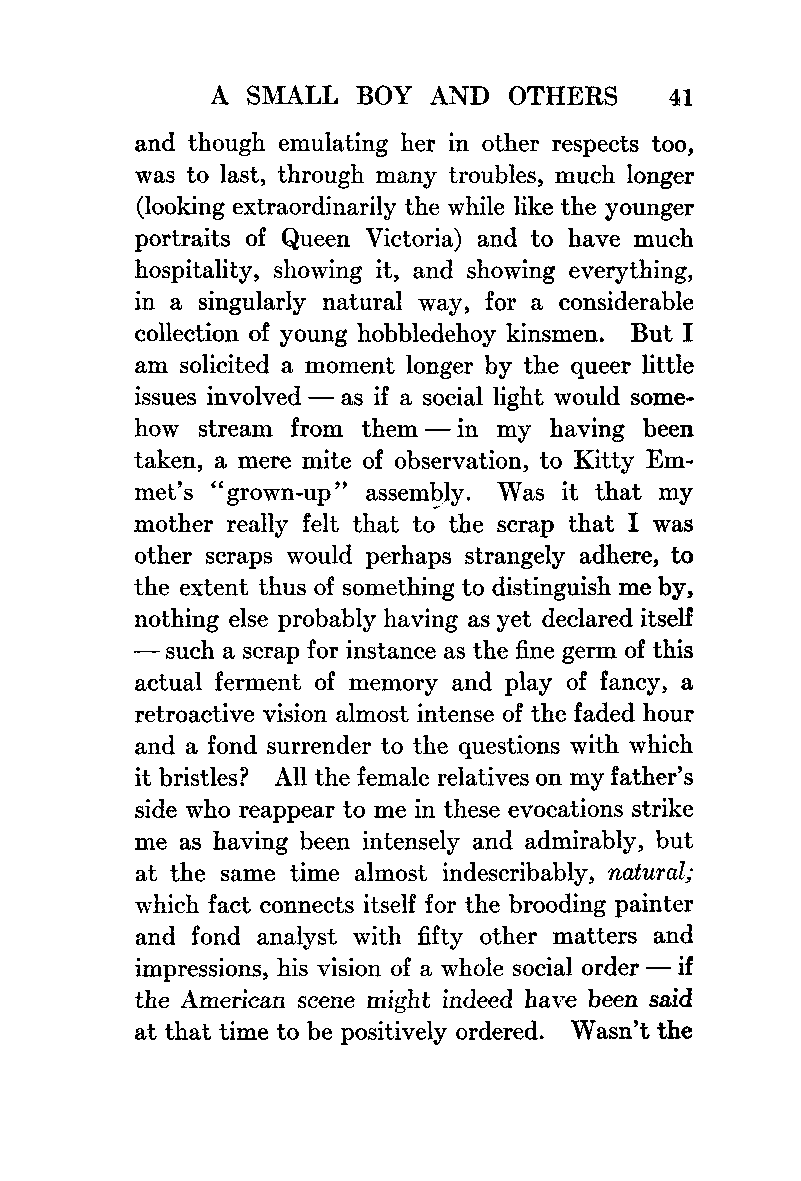 A SMALL BOY AND OTHERS 41
and though emulating her in other respects too,
was to last, through many troubles, much longer
(looking extraordinarily the while like the younger
portraits of Queen Victoria) and to have much
hospitality, showing it, and showing everything,
in a singularly natural way, for a considerable
collection of young hobbledehoy kinsmen. But I
am solicited a moment longer by the queer little
issues involved — as if a social light would some-
how stream from them — in my having been
taken, a mere mite of observation, to Kitty Em-
met's "grown-up" assembly. Was it that my
mother really felt that to the scrap that I was
other scraps would perhaps strangely adhere, to
the extent thus of something to distinguish me by,
nothing else probably having as yet declared itself
— such a scrap for instance as the fine germ of this
actual ferment of memory and play of fancy, a
retroactive vision almost intense of the faded hour
and a fond surrender to the questions with which
it bristles? All the female relatives on my father's
side who reappear to me in these evocations strike
me as having been intensely and admirably, but
at the same time almost indescribably, natural;
which fact connects itself for the brooding painter
and fond analyst with fifty other matters and
impressions, his vision of a whole social order — if
the American scene might indeed have been said
at that time to be positively ordered. Wasn't the